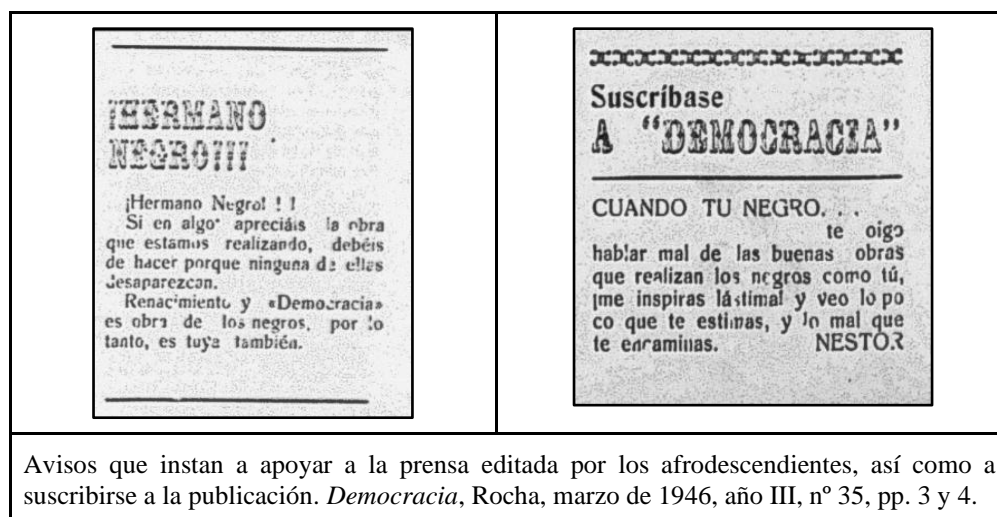 ¡HERMANO
NEGRO!!!
¡Hermano Negro! ! !
Si en algo apreciáis la obra
que estamos realizando, debéis
de hacer porque ninguna de ellas
desaparezcan.
Renacimiento y «Democracia»
es obra de los negros, por lo
tanto, es tuya también.
Suscríbase
A "DEMOCRACIA"
CUANDO TU NEGRO. . .
te oigo
hablar mal de las buenas obras
que realizan los negros como tú,
¡me inspiras lástima! y veo lo po
co que te estimas, y lo mal que
te encaminas. NESTOR
Avisos que instan a apoyar a la prensa editada por los afrodescendientes, así como a
suscribirse a la publicación. Democracia, Rocha, marzo de 1946, año III, nº 35, pp. 3 y 4.